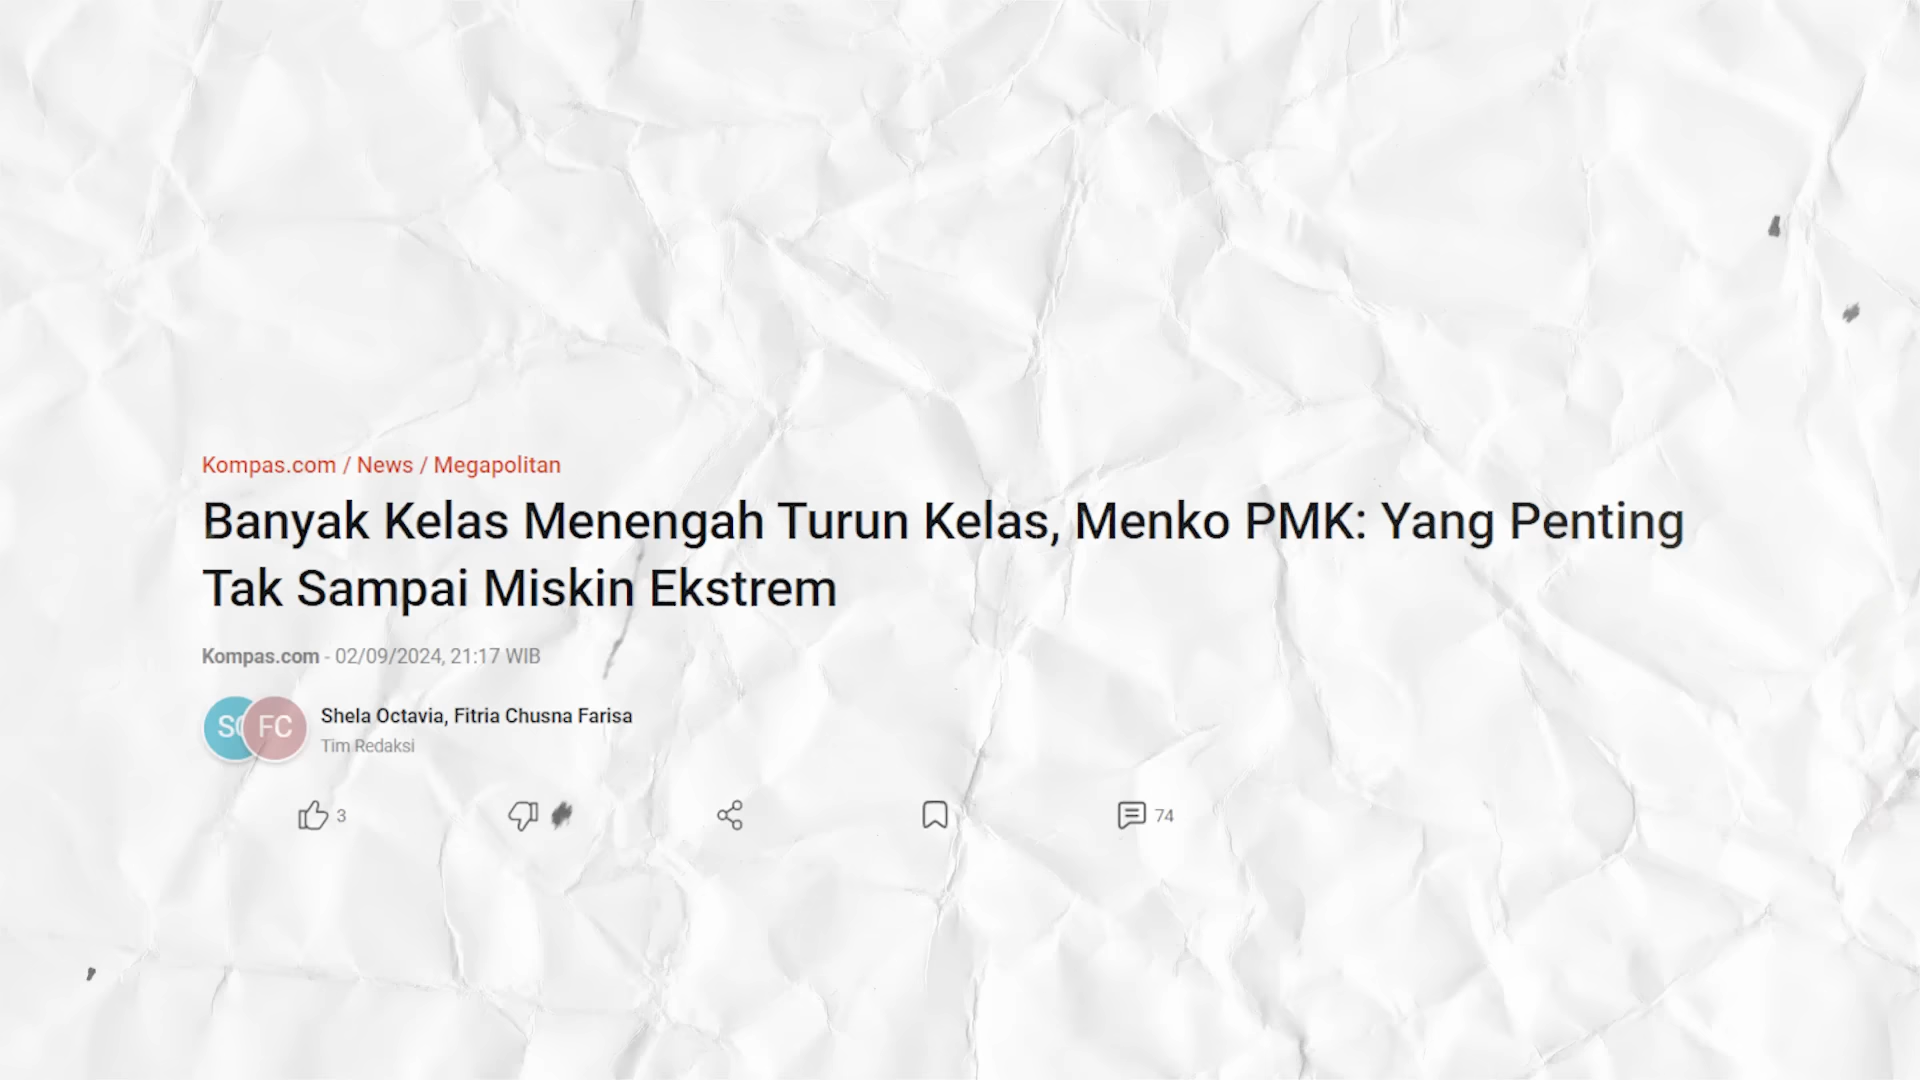 Kompas.com / News / Megapolitan
Banyak Kelas Menengah Turun Kelas, Menko PMK: Yang Penting
Tak Sampai Miskin Ekstrem
Kompas.com - 02/09/2024, 21:17 WIB
SO FC
Shela Octavia, Fitria Chusna Farisa
Tim Redaksi
3
74